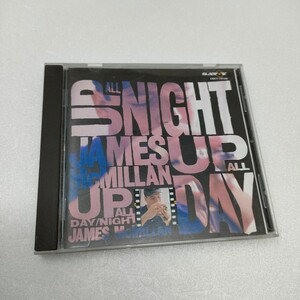 UP ALL NIGHT
JAMES UP ALL
McMILLAN
UP ALL DAY
DAY/NIGHT
JAMES McMILLAN